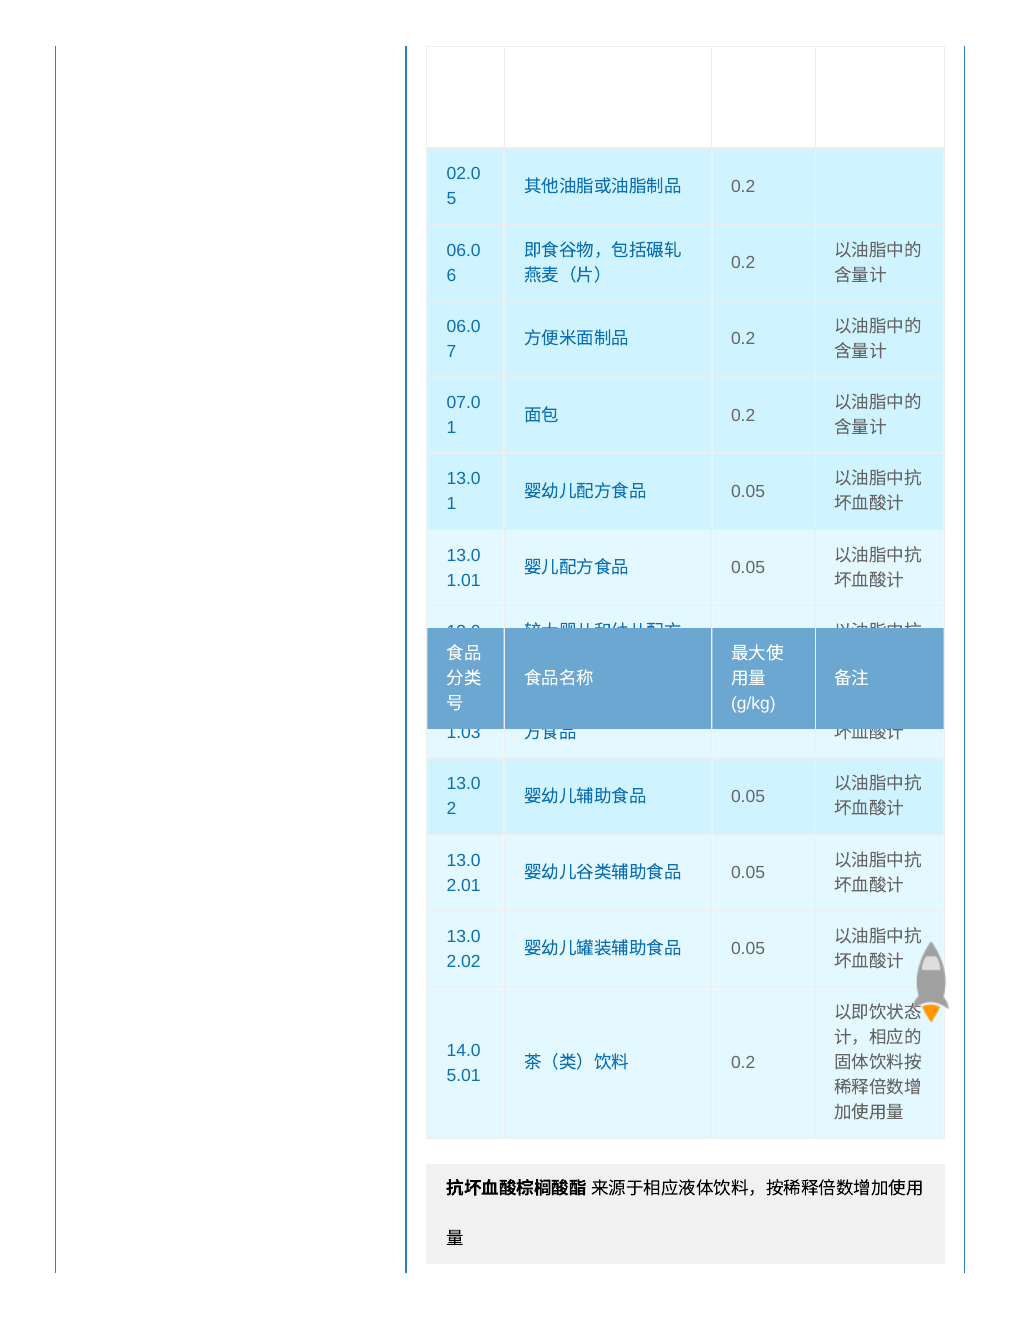 02.0
5
其他油脂或油脂制品
0.2
06.0
6
即食谷物，包括碾轧
燕麦（片）
0.2
以油脂中的
含量计
06.0
7
方便米面制品
0.2
以油脂中的
含量计
07.0
1
面包
0.2
以油脂中的
含量计
13.0
1
婴幼儿配方食品
0.05
以油脂中抗
坏血酸计
13.0
1.01
婴儿配方食品
0.05
以油脂中抗
坏血酸计
食品
分类
号
食品名称
最大使
用量
(g/kg)
备注
1.03
方食品
坏血酸计
13.0
2
婴幼儿辅助食品
0.05
以油脂中抗
坏血酸计
13.0
2.01
婴幼儿谷类辅助食品
0.05
以油脂中抗
坏血酸计
13.0
2.02
婴幼儿罐装辅助食品
0.05
以油脂中抗
坏血酸计
14.0
5.01
茶（类）饮料
0.2
以即饮状态
计，相应的
固体饮料按
稀释倍数增
加使用量
抗坏血酸棕榈酸酯 来源于相应液体饮料，按稀释倍数增加使用
量